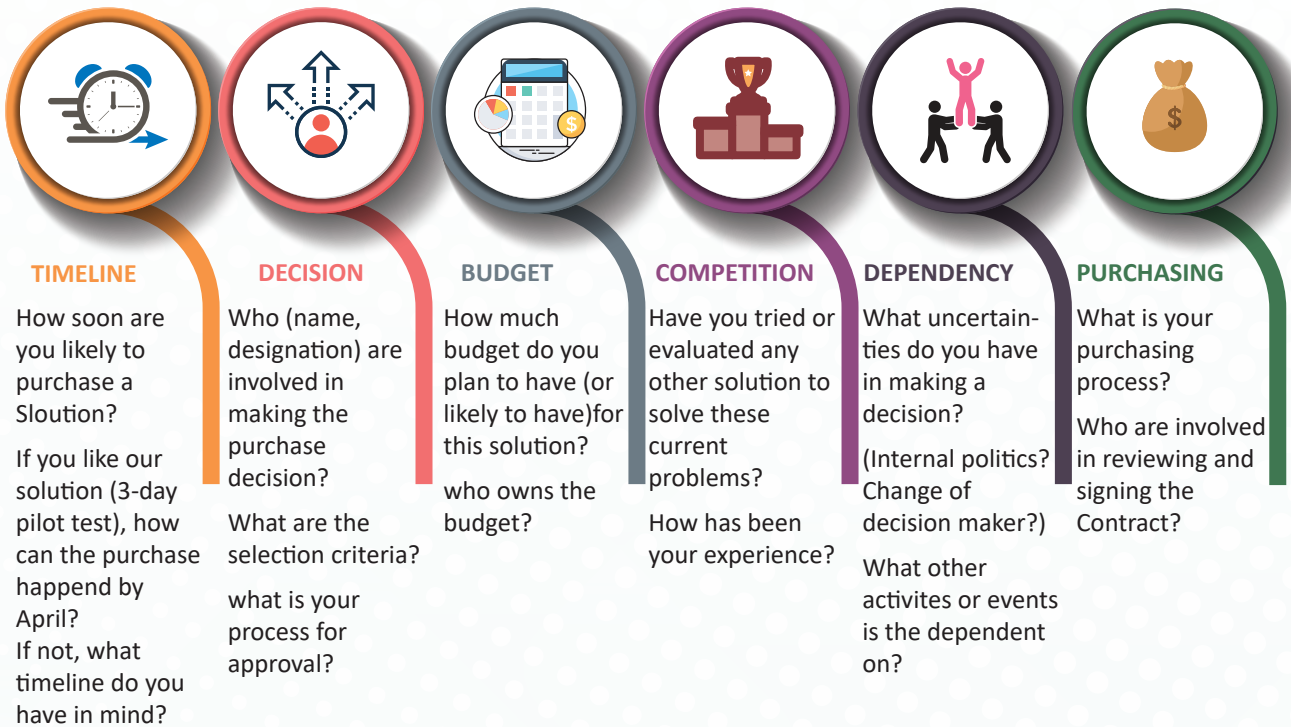 TIMELINE
How soon are
you likely to
purchase a
Sloution?
If you like our
solution (3-day
pilot test), how
can the purchase
happend by
April?
If not, what
timeline do you
have in mind?
DECISION
Who (name,
designation) are
involved in
making the
purchase
decision?
What are the
selection criteria?
what is your
process for
approval?
$
BUDGET
How much
budget do you
plan to have (or
likely to have)for
this solution?
who owns the
budget?
COMPETITION
Have you tried or
evaluated any
other solution to
solve these
current
problems?
How has been
your experience?
DEPENDENCY
What uncertain-
ties do you have
in making a
decision?
(Internal politics?
Change of
decision maker?)
What other
activites or events
is the dependent
on?
$
PURCHASING
What is your
purchasing
process?
Who are involved
in reviewing and
signing the
Contract?